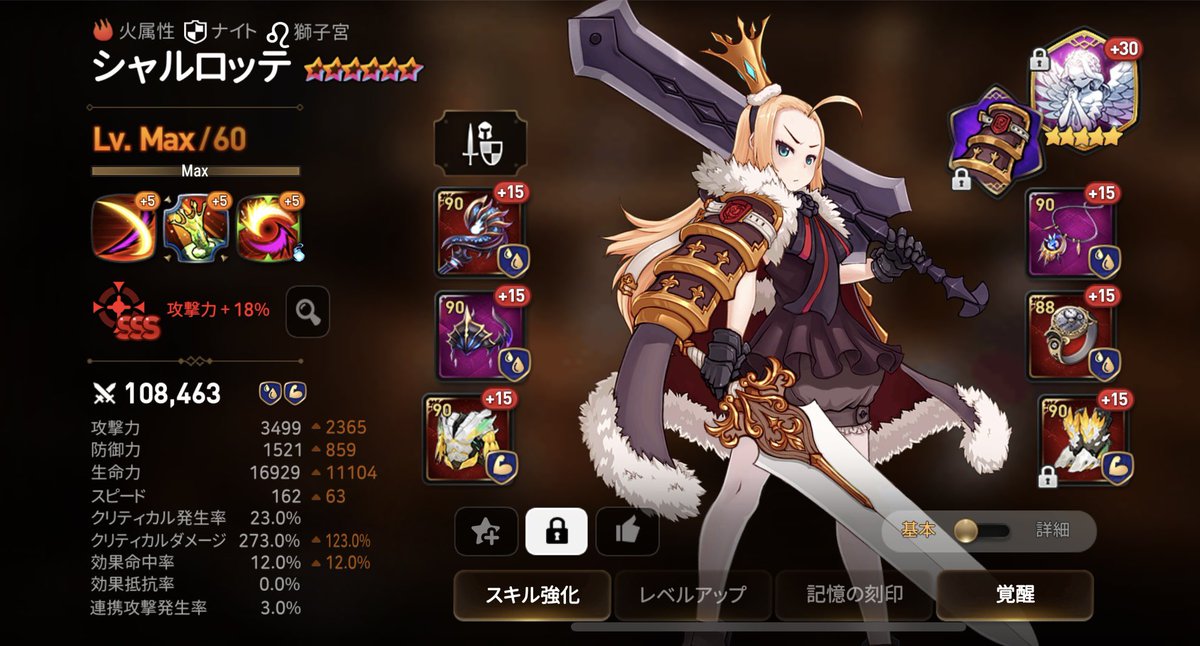 火属性 ナイト 獅子宮
シャルロッテ
Lv. Max/60
Max
+5 +5 +5
SSS 攻撃力+18%
108,463
攻撃力 3499 2365
防御力 1521 859
生命力 16929 11104
スピード 162 63
クリティカル発生率 23.0%
クリティカルダメージ 273.0% 123.0%
効果命中率 12.0% 12.0%
効果抵抗率 0.0%
連携攻撃発生率 3.0%
90 +15
90 +15
90 +15
+30
90 +15
88 +15
90 +15
基本 詳細
スキル強化 レベルアップ 記憶の刻印 覚醒